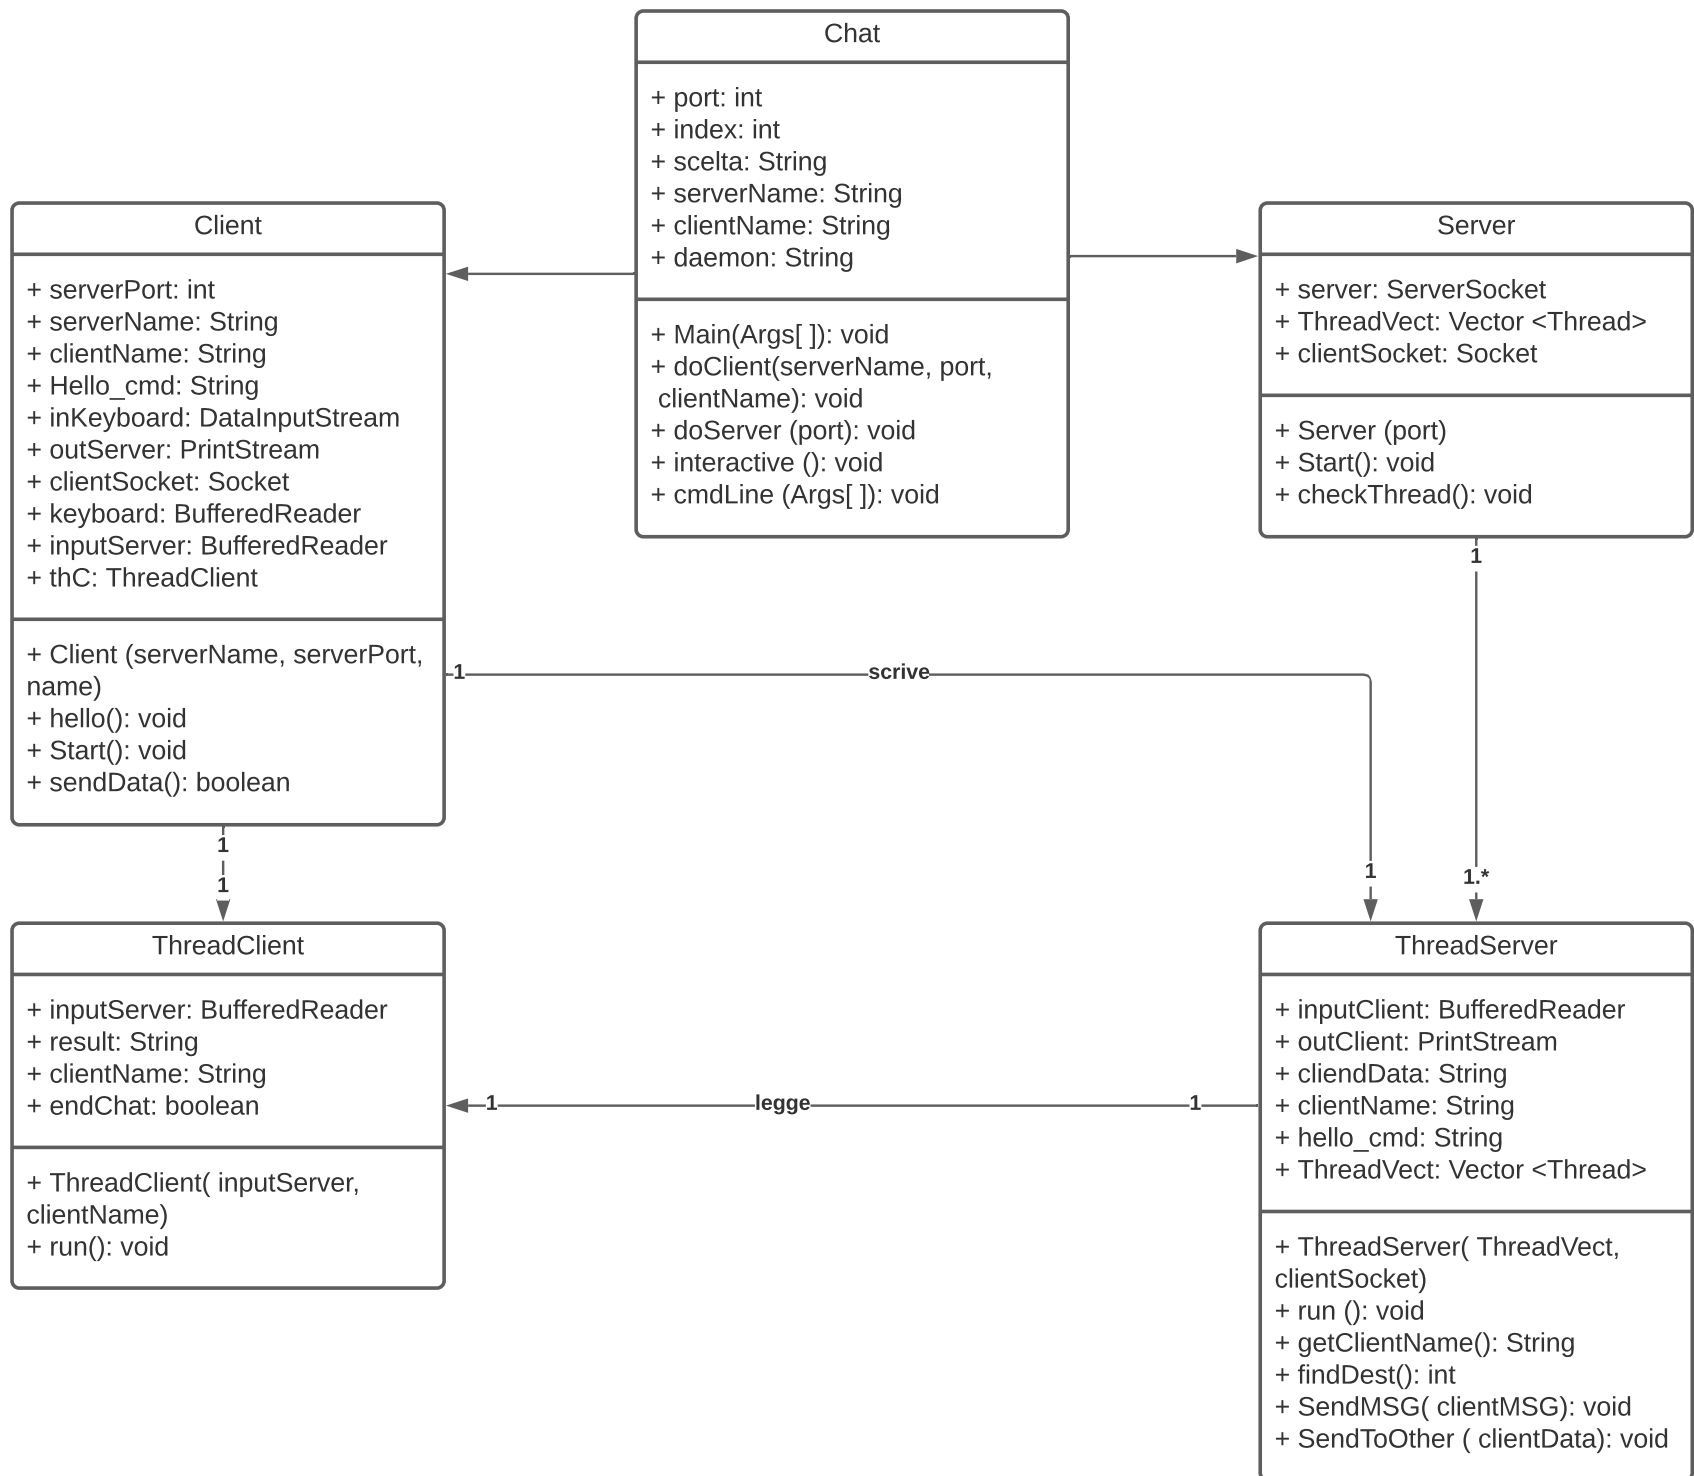 Chat
+ port: int
+ index: int
+ scelta: String
+ serverName: String
+ clientName: String
+ daemon: String
+ Main(Args[ ]): void
+ doClient(serverName, port,
clientName): void
+ doServer (port): void
+ interactive (): void
+ cmdLine (Args[ ]): void
Client
+ serverPort: int
+ serverName: String
+ clientName: String
+ Hello_cmd: String
+ inKeyboard: DataInputStream
+ outServer: PrintStream
+ clientSocket: Socket
+ keyboard: BufferedReader
+ inputServer: BufferedReader
+ thC: ThreadClient
+ Client (serverName, serverPort,
name)
+ hello(): void
+ Start(): void
+ sendData(): boolean
Server
+ server: ServerSocket
+ ThreadVect: Vector <Thread>
+ clientSocket: Socket
+ Server (port)
+ Start(): void
+ checkThread(): void
1
1 scrive
1
1.*
1
1
ThreadClient
+ inputServer: BufferedReader
+ result: String
+ clientName: String
+ endChat: boolean
+ ThreadClient( inputServer,
clientName)
+ run(): void
1 legge 1
ThreadServer
+ inputClient: BufferedReader
+ outClient: PrintStream
+ cliendData: String
+ clientName: String
+ hello_cmd: String
+ ThreadVect: Vector <Thread>
+ ThreadServer( ThreadVect,
clientSocket)
+ run (): void
+ getClientName(): String
+ findDest(): int
+ SendMSG( clientMSG): void
+ SendToOther ( clientData): void